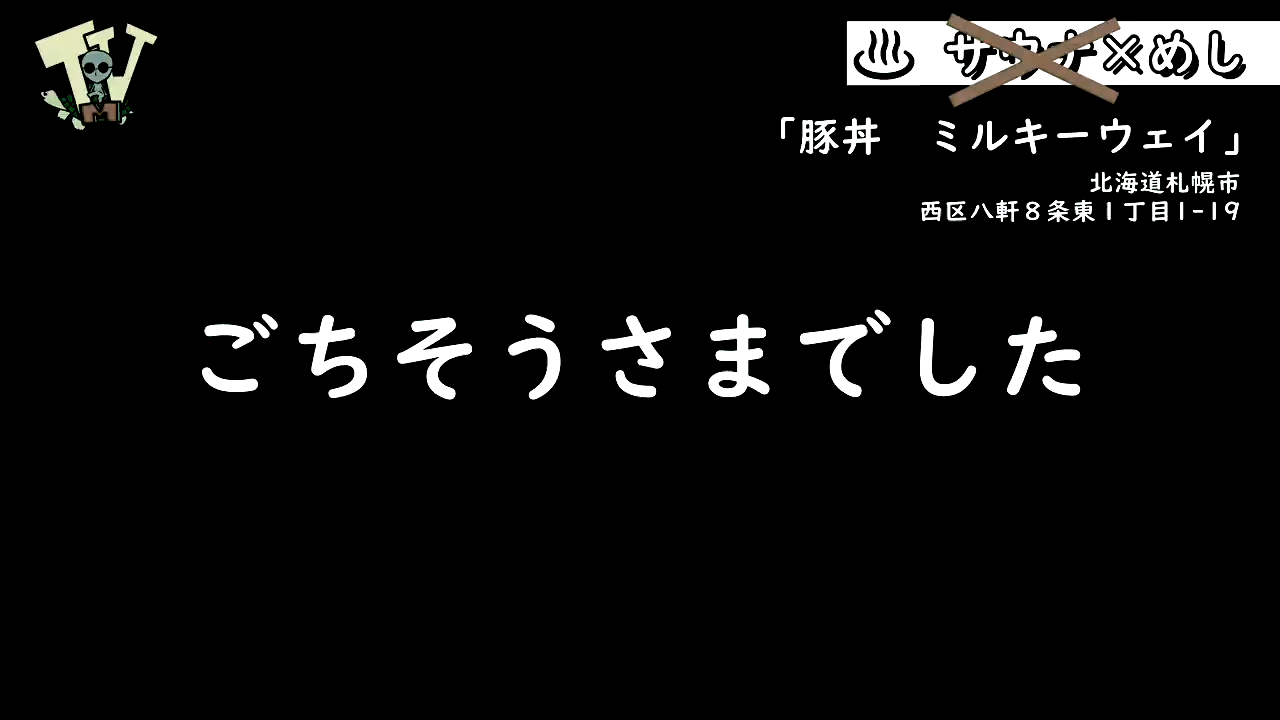 TV
M
サウナ×めし
「豚丼　ミルキーウェイ」
北海道札幌市
西区八軒8条東1丁目1-19
ごちそうさまでした